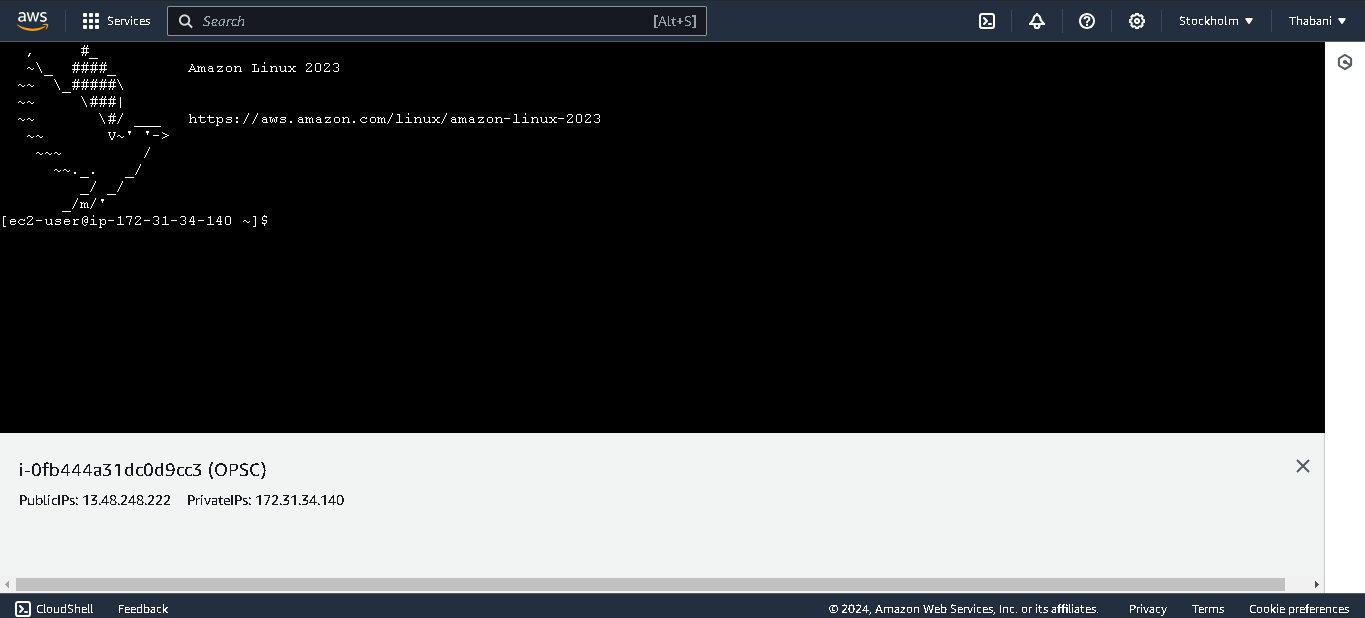 aws Services Search [Alt+S] Stockholm Thabani
, #_
~\_ ####_ Amazon Linux 2023
~~ \_#####\
~~ \###|
~~ \#/ ___ https://aws.amazon.com/linux/amazon-linux-2023
~~ V~' '->
~~~ /
~~._. _/
_/ _/
_/m/'
[ec2-user@ip-172-31-34-140 ~]$
i-0fb444a31dc0d9cc3 (OPSC)
PublicIPs: 13.48.248.222 PrivateIPs: 172.31.34.140
CloudShell Feedback © 2024, Amazon Web Services, Inc. or its affiliates. Privacy Terms Cookie preferences